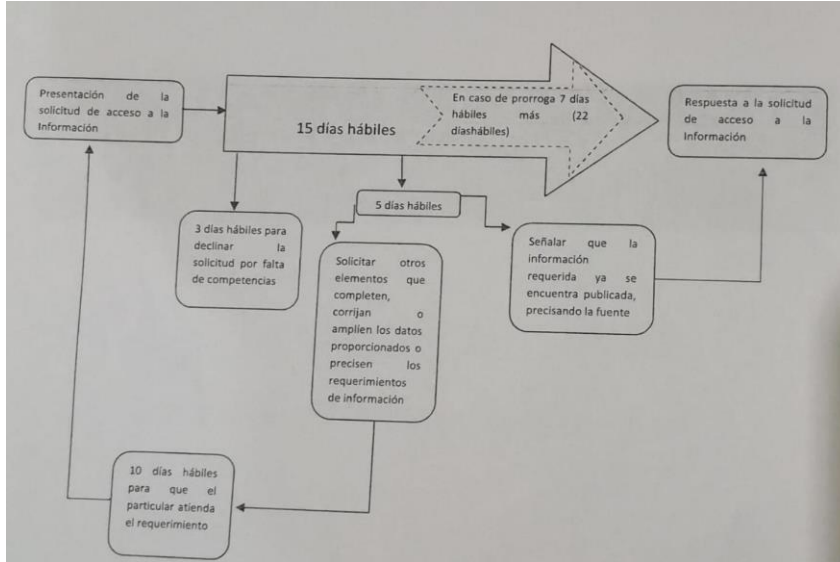 Presentación de la
solicitud de acceso a la
Información
15 días hábiles
En caso de prorroga 7 días
hábiles más (22
díashábiles)
Respuesta a la solicitud
de acceso a la
Información
3 días hábiles para
declinar la
solicitud por falta
de competencias
5 días hábiles
Solicitar otros
elementos que
completen,
corrijan o
amplíen los datos
proporcionados o
precisen los
requerimientos
de información
Señalar que la
información
requerida ya se
encuentra publicada,
precisando la fuente
10 días hábiles
para que el
particular atienda
el requerimiento